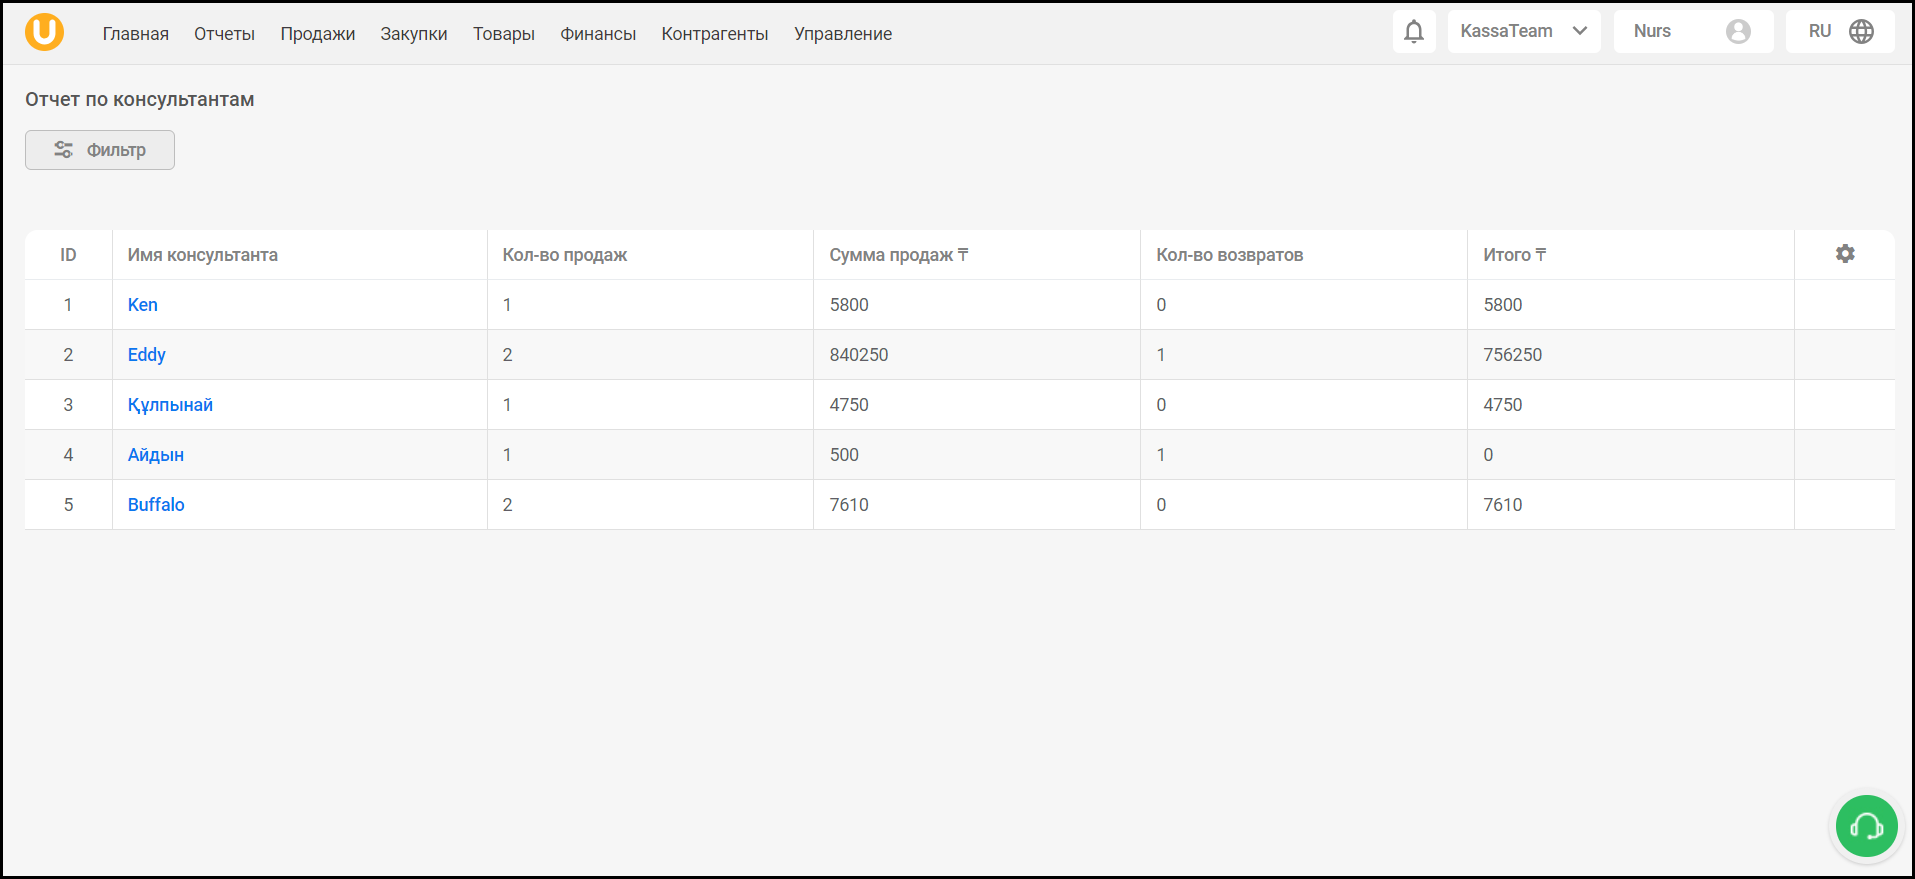 U Главная Отчеты Продажи Закупки Товары Финансы Контрагенты Управление KassaTeam Nurs RU
Отчет по консультантам
Фильтр
ID Имя консультанта Кол-во продаж Сумма продаж ₸ Кол-во возвратов Итого ₸
1 Ken 1 5800 0 5800
2 Eddy 2 840250 1 756250
3 Құлпынай 1 4750 0 4750
4 Айдын 1 500 1 0
5 Buffalo 2 7610 0 7610